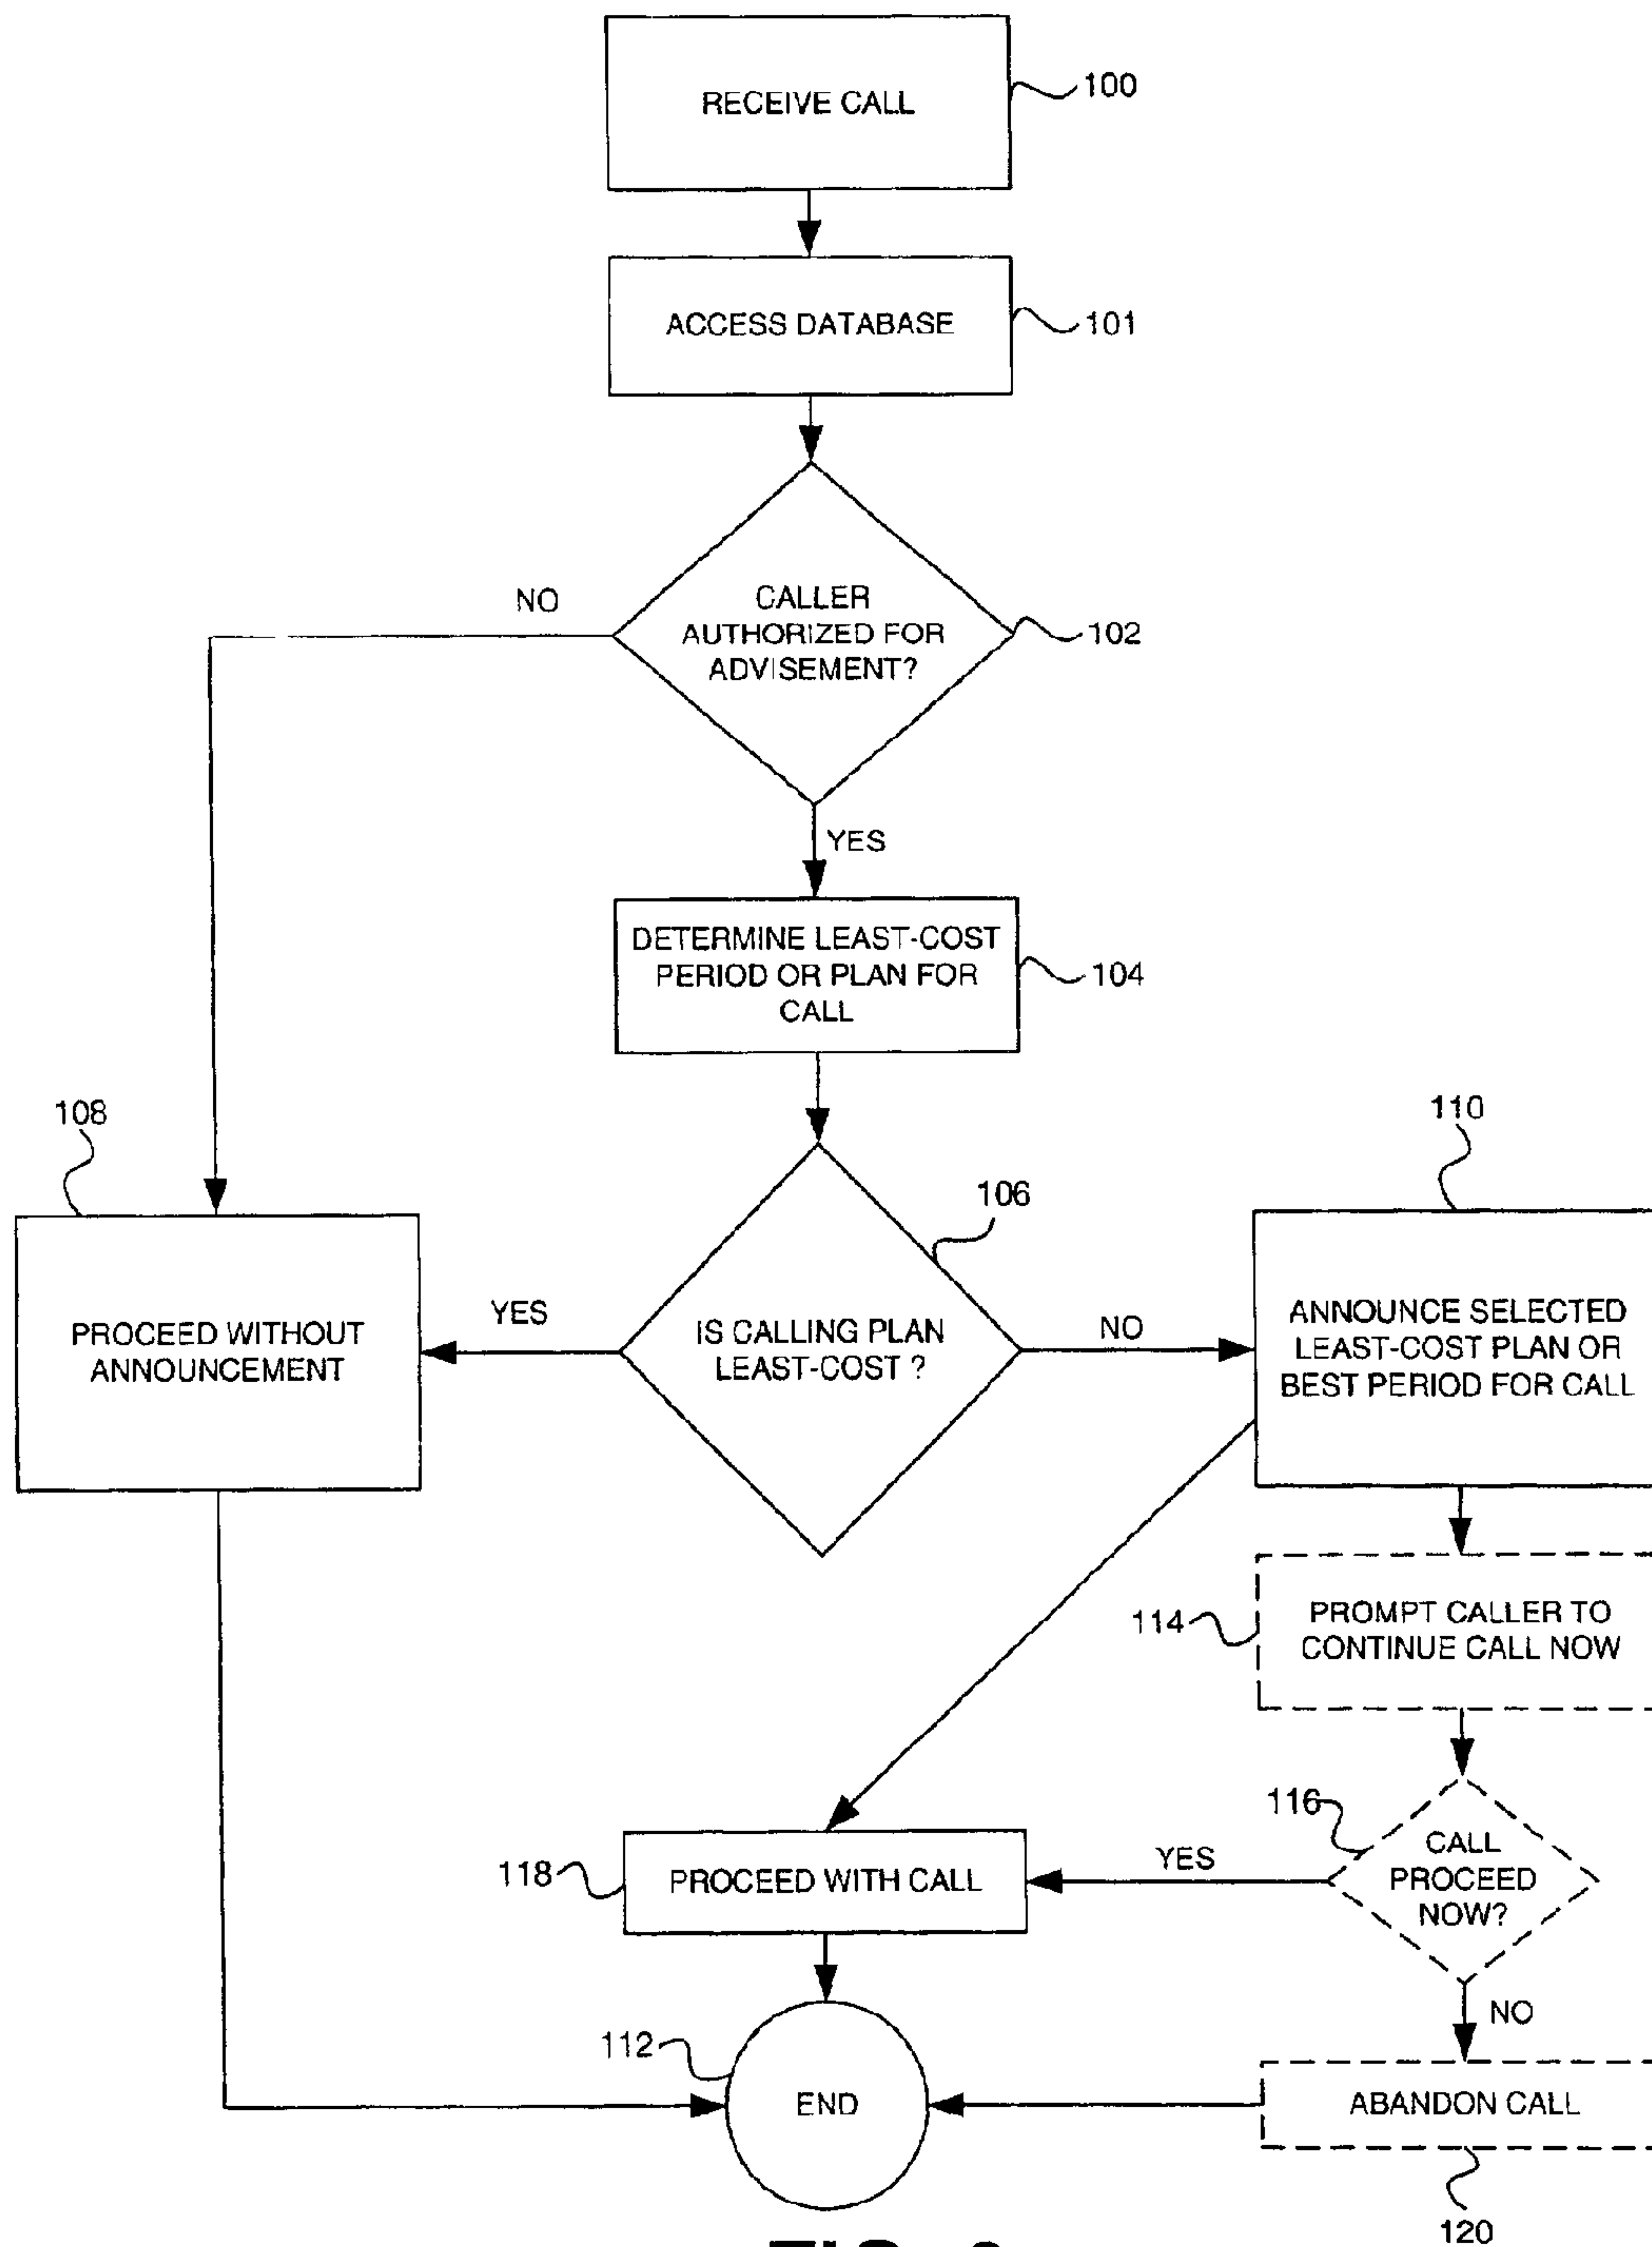 RECEIVE CALL
100
ACCESS DATABASE
101
CALLER
AUTHORIZED FOR
ADVISEMENT?
102
NO
YES
DETERMINE LEAST-COST
PERIOD OR PLAN FOR
CALL
104
108
PROCEED WITHOUT
ANNOUNCEMENT
YES
106
IS CALLING PLAN
LEAST-COST ?
NO
110
ANNOUNCE SELECTED
LEAST-COST PLAN OR
BEST PERIOD FOR CALL
114
PROMPT CALLER TO
CONTINUE CALL NOW
116
CALL
PROCEED
NOW?
YES
118
PROCEED WITH CALL
NO
112
END
ABANDON CALL
120